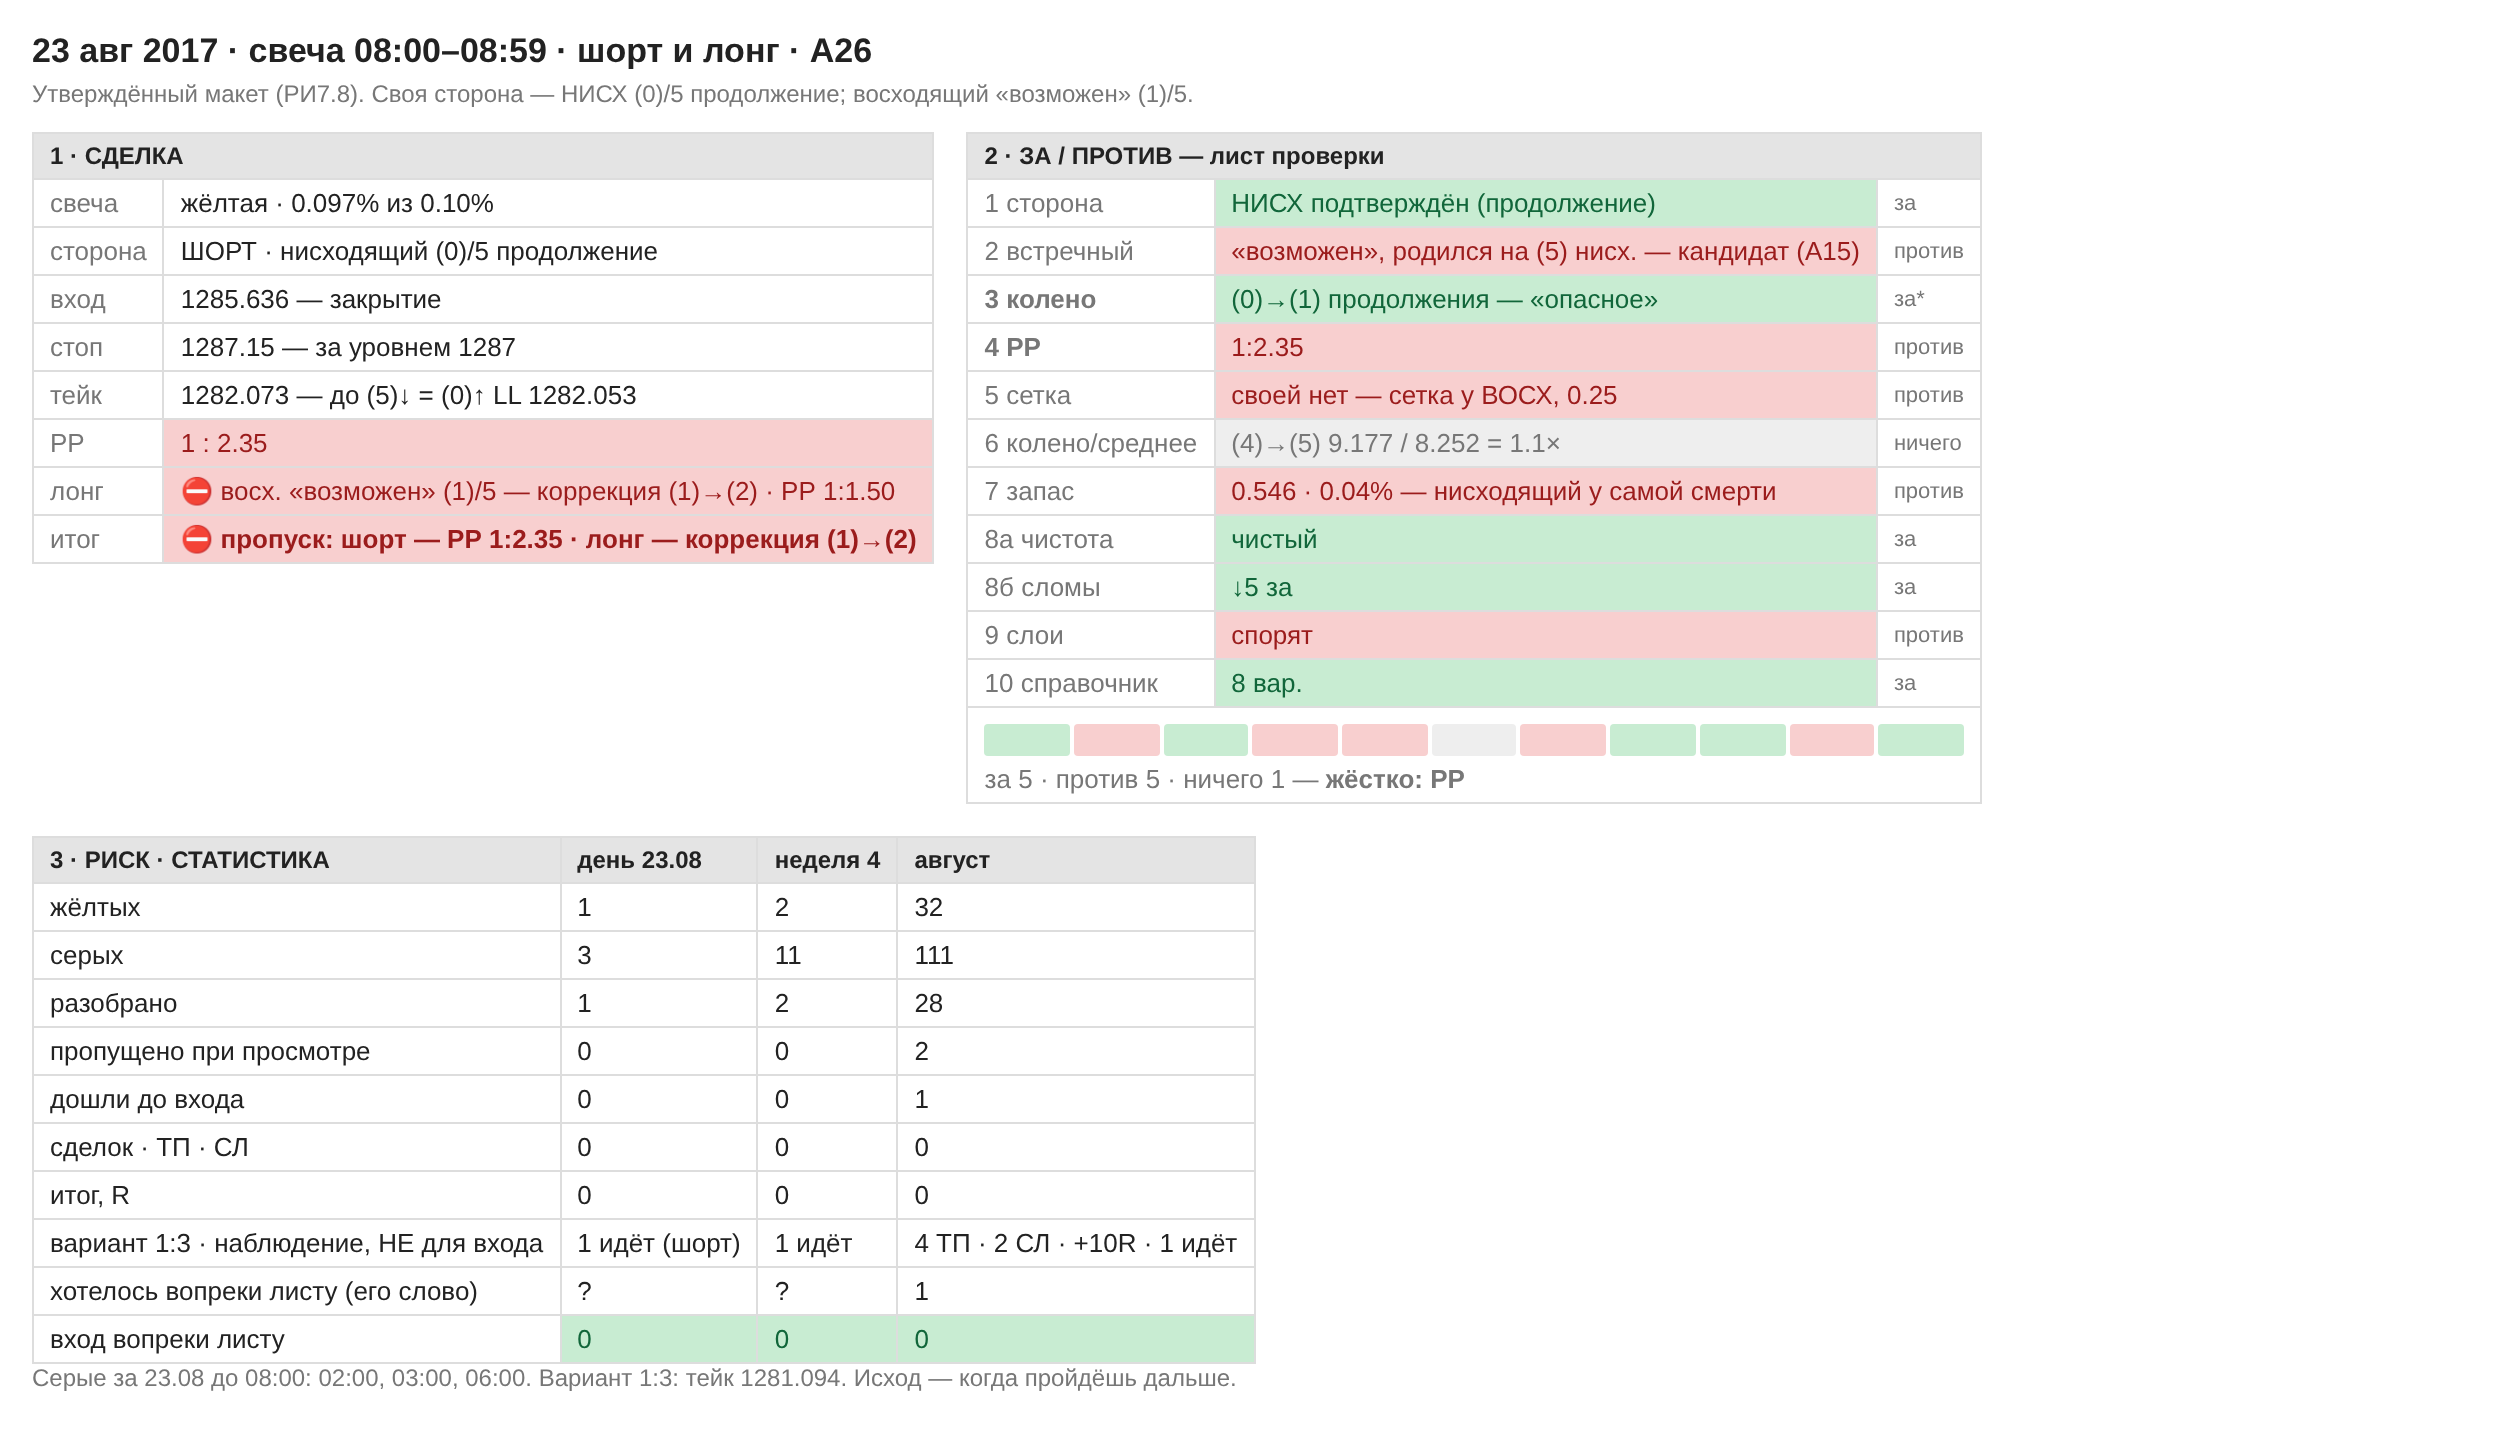 23 авг 2017 · свеча 08:00–08:59 · шорт и лонг · А26
Утверждённый макет (РИ7.8). Своя сторона — НИСХ (0)/5 продолжение; восходящий «возможен» (1)/5.
1 · СДЕЛКА
свеча жёлтая · 0.097% из 0.10%
сторона ШОРТ · нисходящий (0)/5 продолжение
вход 1285.636 — закрытие
стоп 1287.15 — за уровнем 1287
тейк 1282.073 — до (5)↓ = (0)↑ LL 1282.053
РР 1 : 2.35
лонг ⛔ восх. «возможен» (1)/5 — коррекция (1)→(2) · РР 1:1.50
итог ⛔ пропуск: шорт — РР 1:2.35 · лонг — коррекция (1)→(2)
2 · ЗА / ПРОТИВ — лист проверки
1 сторона НИСХ подтверждён (продолжение) за
2 встречный «возможен», родился на (5) нисх. — кандидат (А15) против
3 колено (0)→(1) продолжения — «опасное» за*
4 РР 1:2.35 против
5 сетка своей нет — сетка у ВОСХ, 0.25 против
6 колено/среднее (4)→(5) 9.177 / 8.252 = 1.1× ничего
7 запас 0.546 · 0.04% — нисходящий у самой смерти против
8а чистота чистый за
8б сломы ↓5 за за
9 слои спорят против
10 справочник 8 вар. за
за 5 · против 5 · ничего 1 — жёстко: РР
3 · РИСК · СТАТИСТИКА день 23.08 неделя 4 август
жёлтых 1 2 32
серых 3 11 111
разобрано 1 2 28
пропущено при просмотре 0 0 2
дошли до входа 0 0 1
сделок · ТП · СЛ 0 0 0
итог, R 0 0 0
вариант 1:3 · наблюдение, НЕ для входа 1 идёт (шорт) 1 идёт 4 ТП · 2 СЛ · +10R · 1 идёт
хотелось вопреки листу (его слово) ? ? 1
вход вопреки листу 0 0 0
Серые за 23.08 до 08:00: 02:00, 03:00, 06:00. Вариант 1:3: тейк 1281.094. Исход — когда пройдёшь дальше.